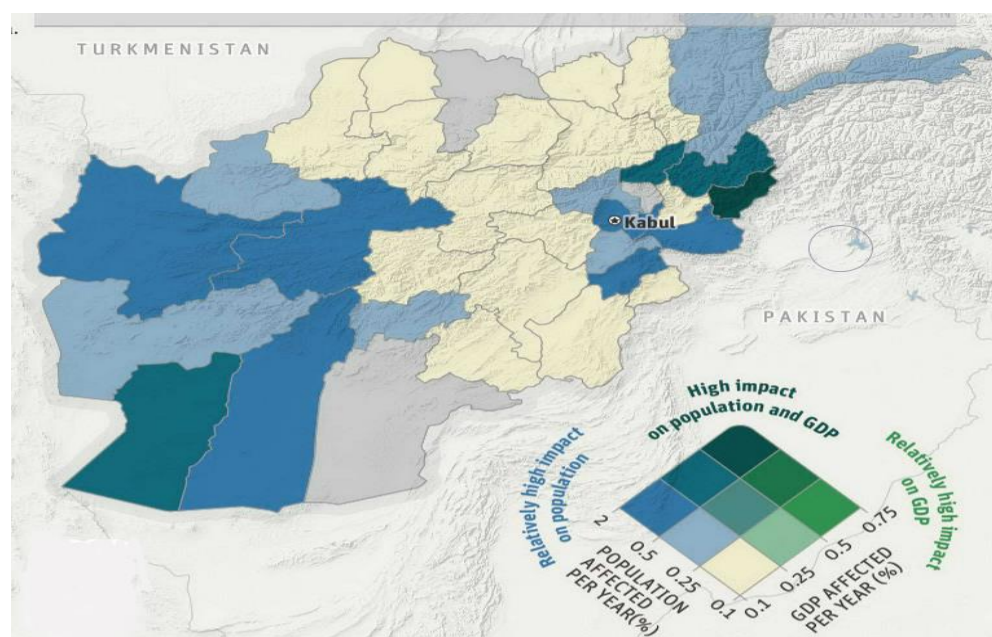 TAJIKISTAN
TURKMENISTAN
Kabul
PAKISTAN
High impact
on population and GDP
Relatively high impact
on population
Relatively high impact
on GDP
2
0.5
0.25
0.1
0.1
0.25
0.5
0.75
POPULATION
AFFECTED
PER YEAR(%)
GDP AFFECTED
PER YEAR (%)